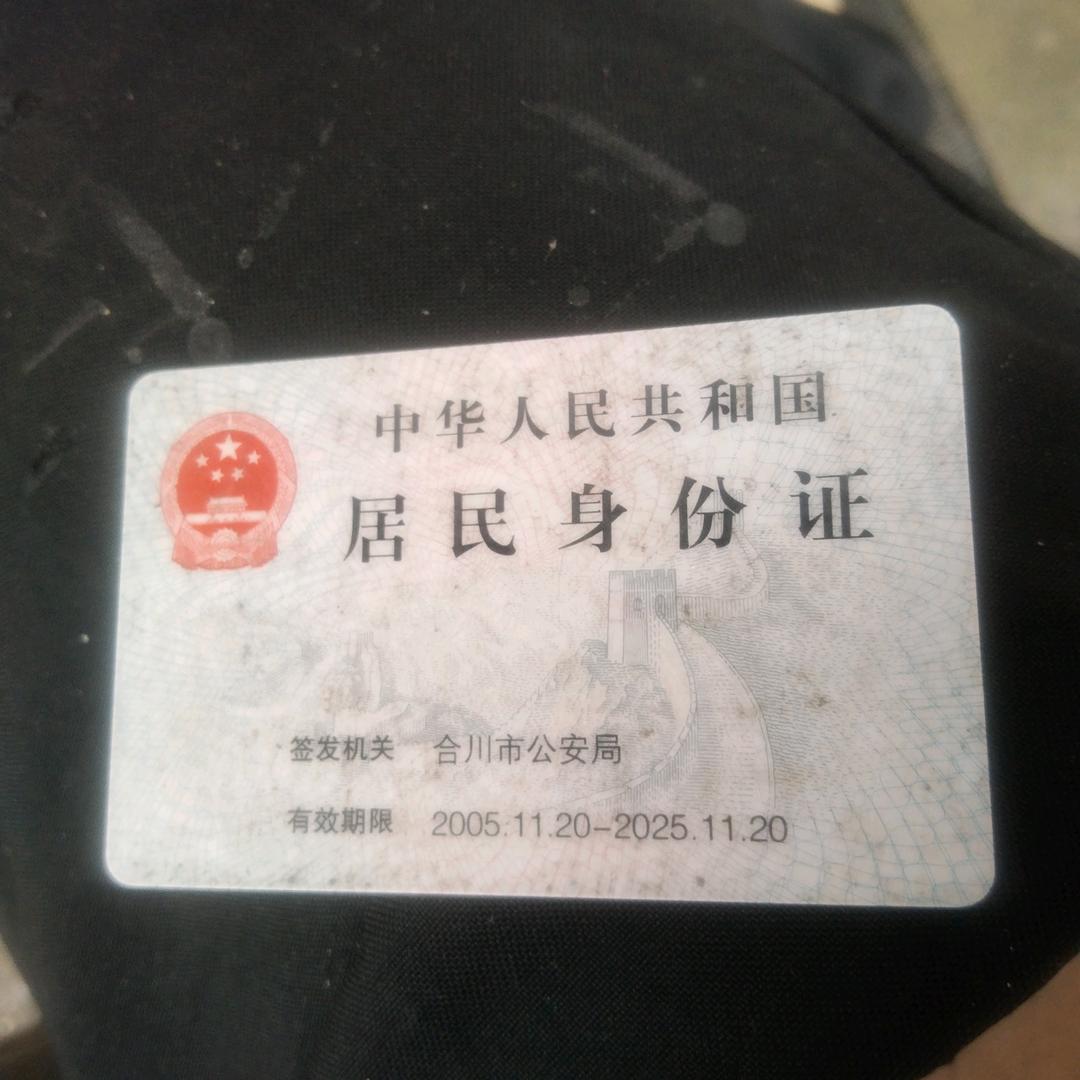 中华人民共和国
居民身份证
签发机关 合川市公安局
有效期限 2005.11.20-2025.11.20